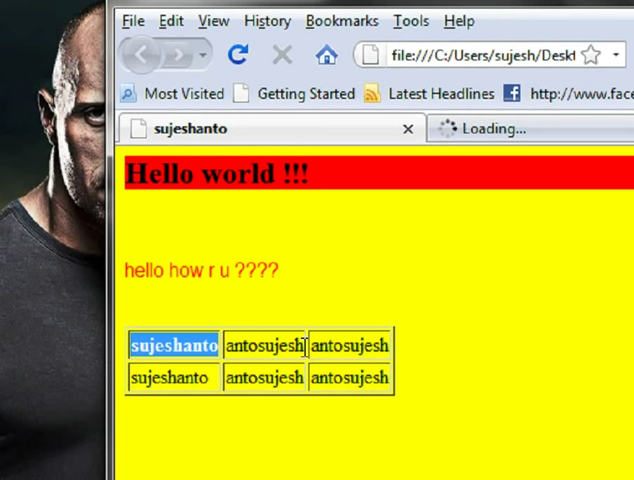 File Edit View History Bookmarks Tools Help
file:///C:/Users/sujesh/Deskt
Most Visited Getting Started Latest Headlines http://www.face
sujeshanto Loading...
Hello world !!!
hello how r u ????
sujeshanto antosujesh antosujesh
sujeshanto antosujesh antosujesh